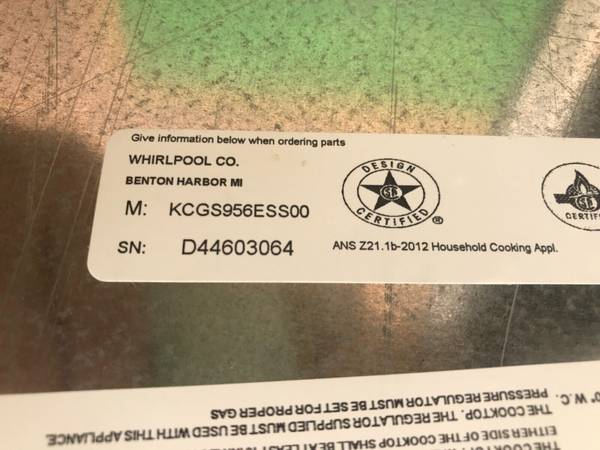 Give information below when ordering parts
WHIRLPOOL CO.
BENTON HARBOR MI
M: KCGS956ESS00
SN: D44603064
DESIGN
CERTIFIED
®
ANS Z21.1b-2012 Household Cooking Appl.
EITHER SIDE OF THE COOKTOP SHALL BE AT LEAST
THE COOKTOP. THE REGULATOR SUPPLIED MUST BE USED WITH THIS APPLIANCE.
PRESSURE REGULATOR MUST BE SET FOR PROPER GAS
W.C.